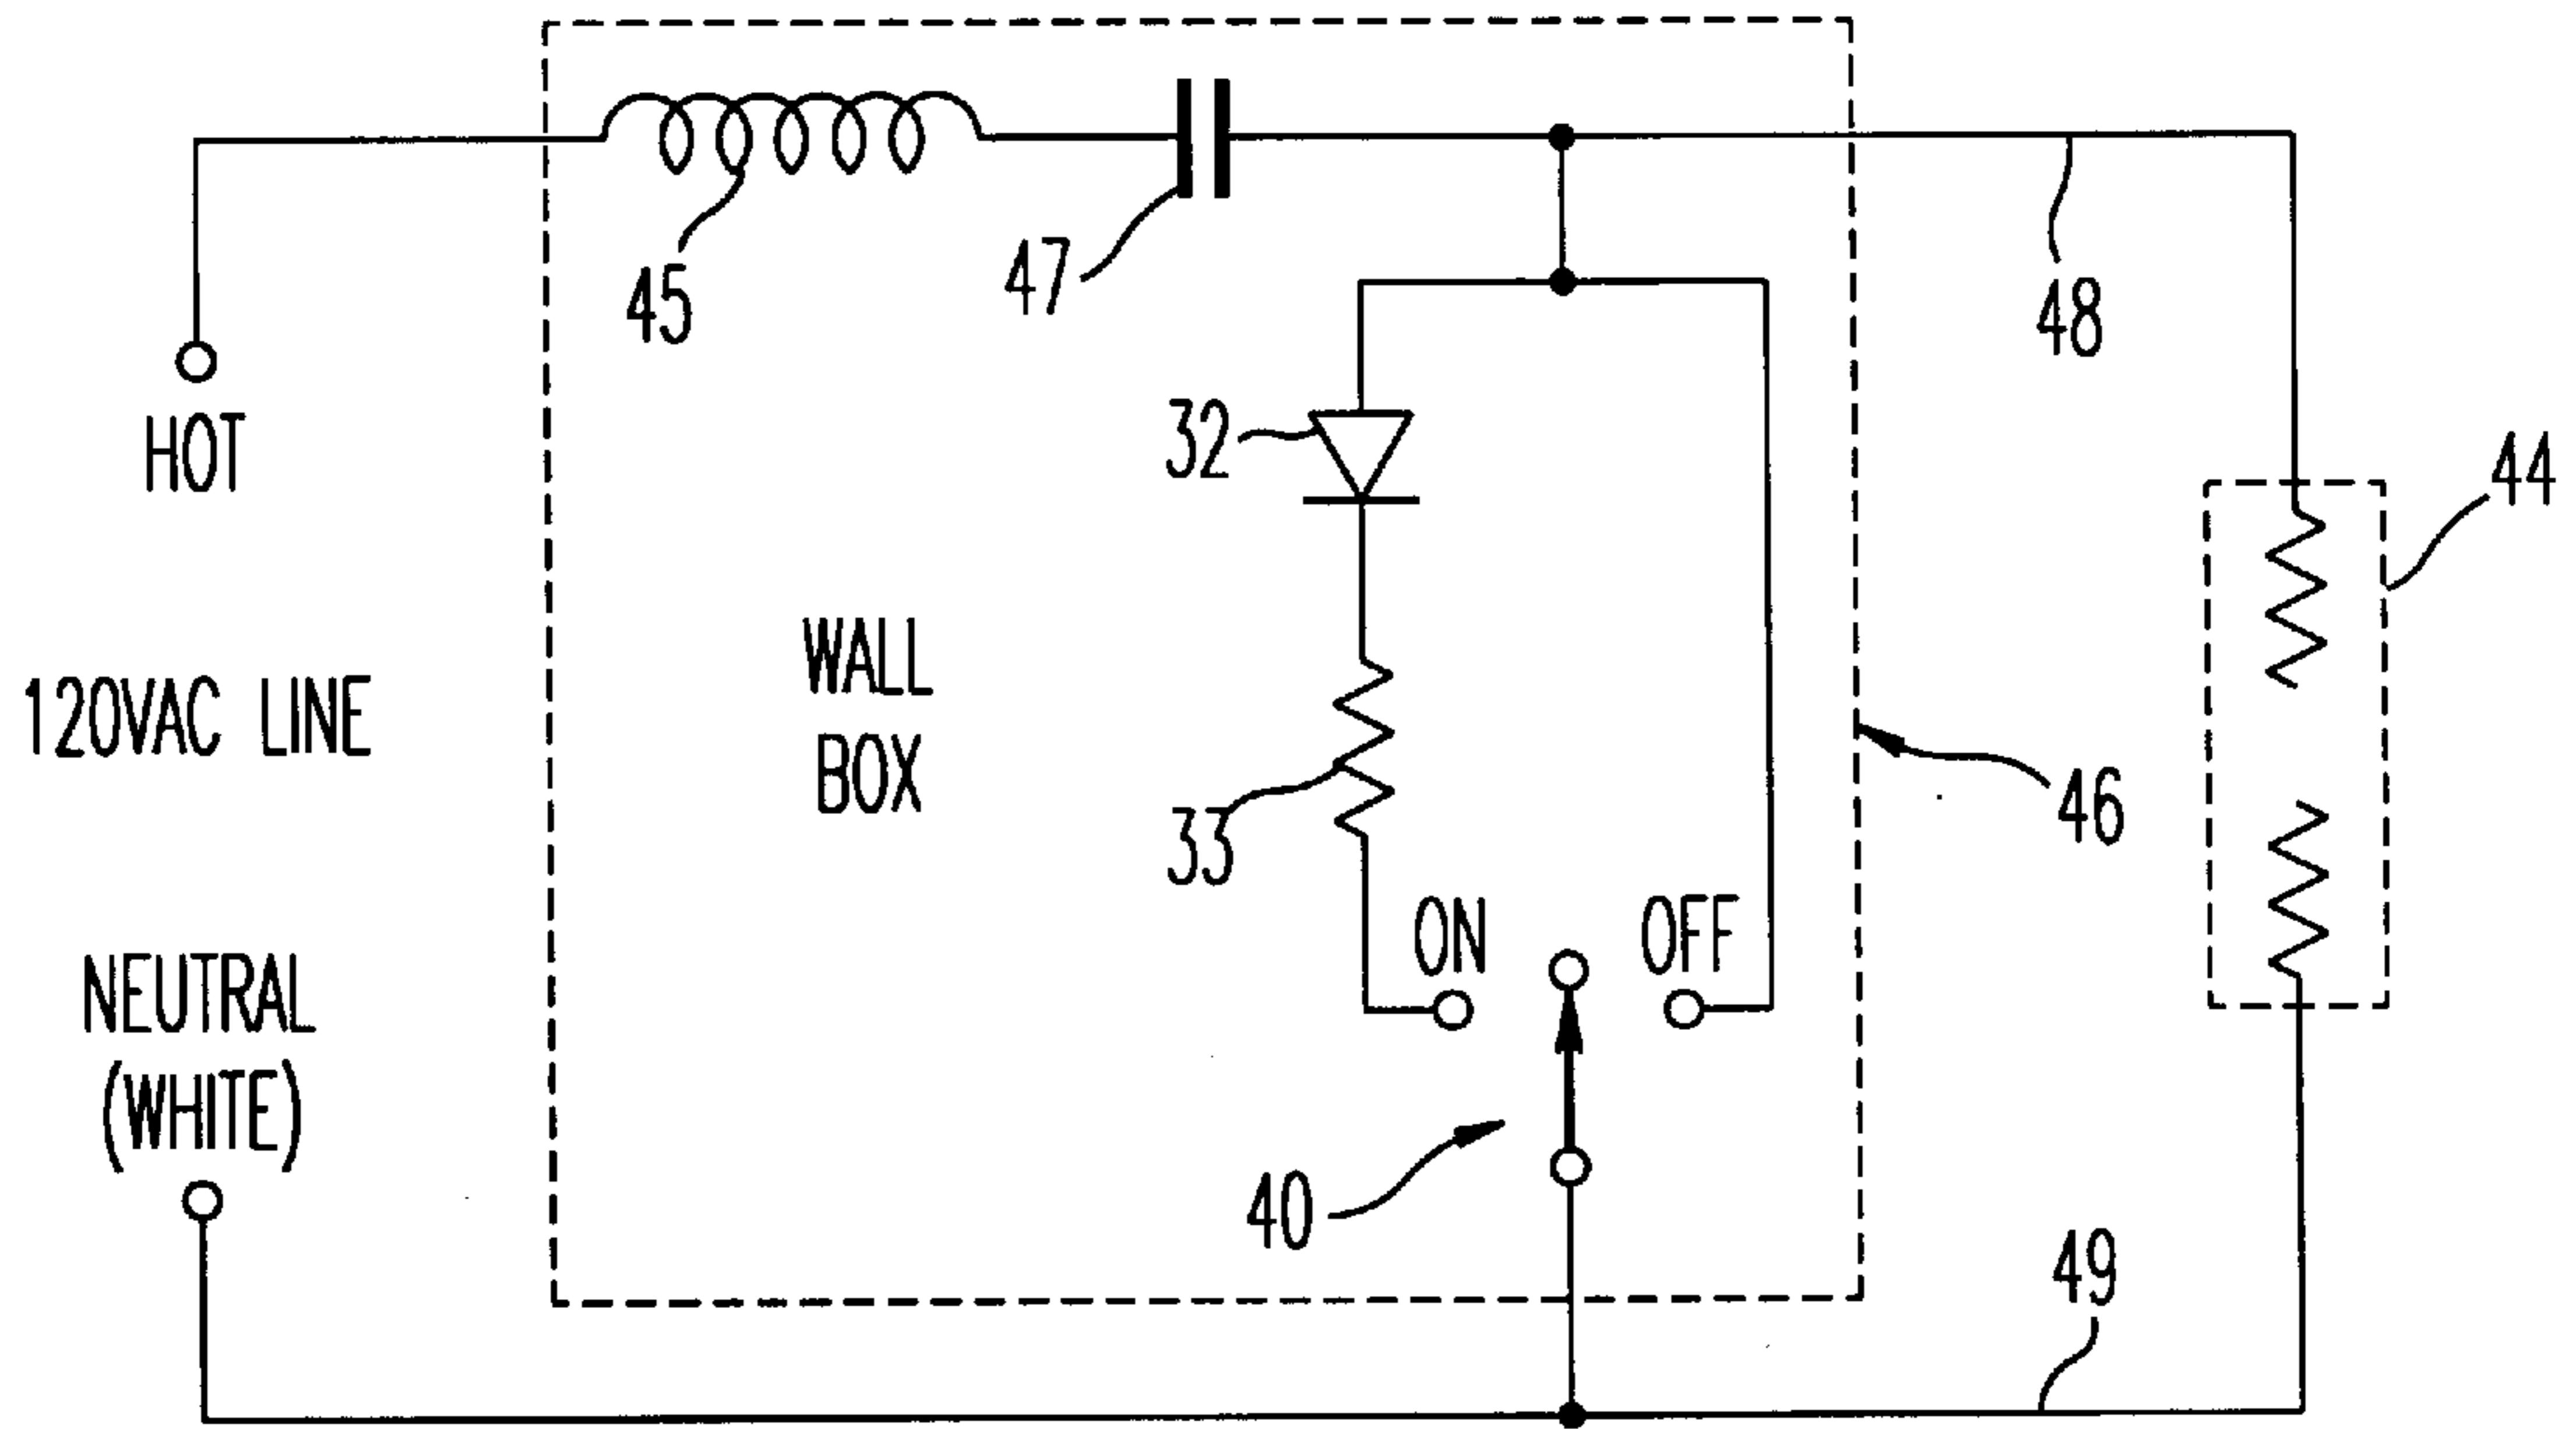 45
47
48
HOT
32
44
120VAC LINE
WALL
BOX
33
46
ON
OFF
NEUTRAL
(WHITE)
40
49